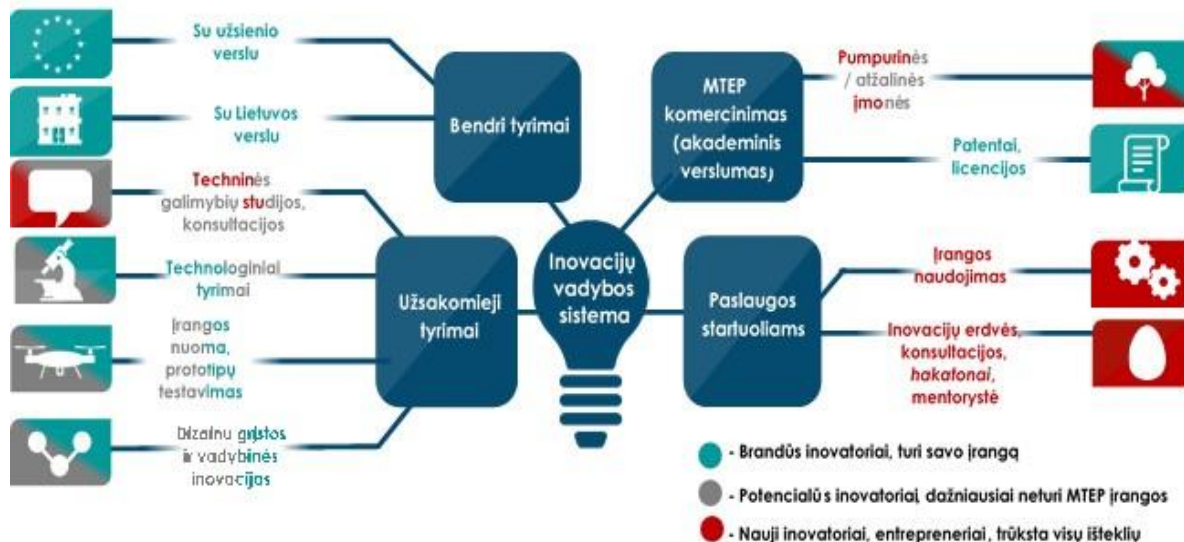 Su užsienio
verslu
Su Lietuvos
verslu
Techninės
galimybių studijos,
konsultacijos
Technologiniai
tyrimai
Įrangos
nuoma,
prototipų
testavimas
Dizainu grįstos
ir vadybinės
inovacijas
Bendri tyrimai
Užsakomieji
tyrimai
Inovacijų
vadybos
sistema
MTEP
komercinimas
(akademinis
verslumas)
Paslaugos
startuoliams
Pumpurinės
/ atžalinės
įmonės
Patentai,
licencijos
Įrangos
naudojimas
Inovacijų erdvės,
konsultacijos,
hakatonai,
mentorystė
- Brandūs inovatoriai, turi savo įrangą
- Potencialūs inovatoriai, dažniausiai neturi MTEP įrangos
- Nauji inovatoriai, entrepreneriai, trūksta visų išteklių